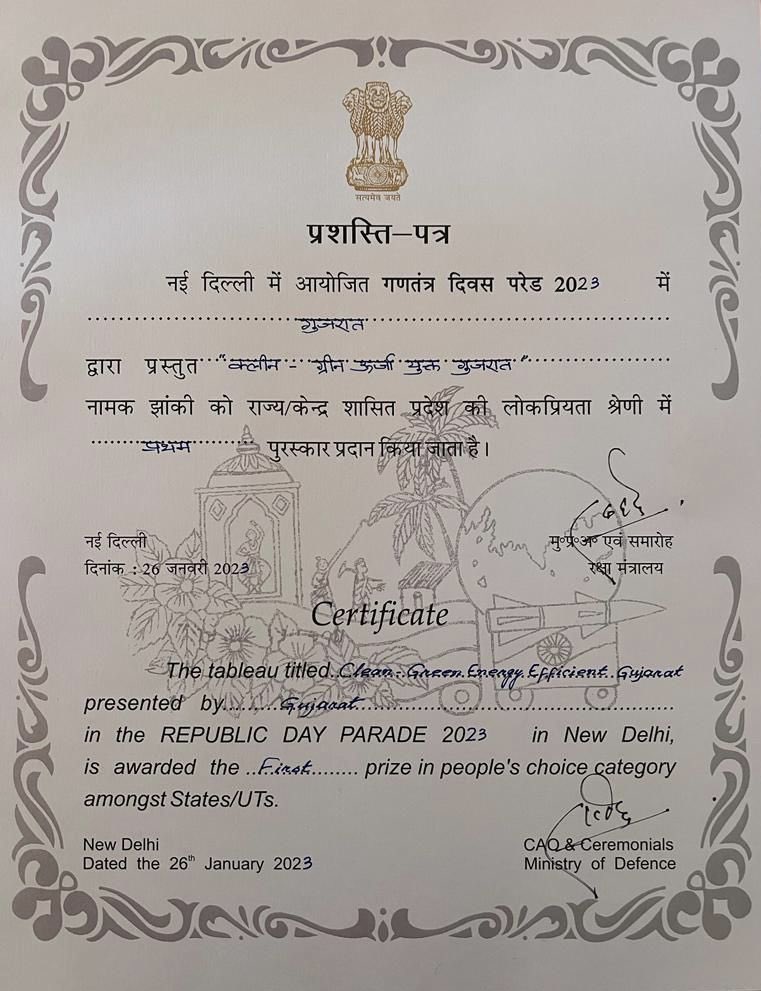 सत्यमेव जयते
प्रशस्ति–पत्र
नई दिल्ली में आयोजित गणतंत्र दिवस परेड 2023 में
गुजरात
द्वारा प्रस्तुत "क्लीन - ग्रीन ऊर्जा युक्त गुजरात"
नामक झांकी को राज्य/केन्द्र शासित प्रदेश की लोकप्रियता श्रेणी में
प्रथम पुरस्कार प्रदान किया जाता है।
नई दिल्ली
दिनांक : 26 जनवरी 2023
मु॰प्र॰अ॰ एवं समारोह
रक्षा मंत्रालय
Certificate
The tableau titled Clean - Green Energy Efficient Gujarat
presented by Gujarat
in the REPUBLIC DAY PARADE 2023 in New Delhi,
is awarded the First prize in people's choice category
amongst States/UTs.
New Delhi
Dated the 26th January 2023
CAO & Ceremonials
Ministry of Defence